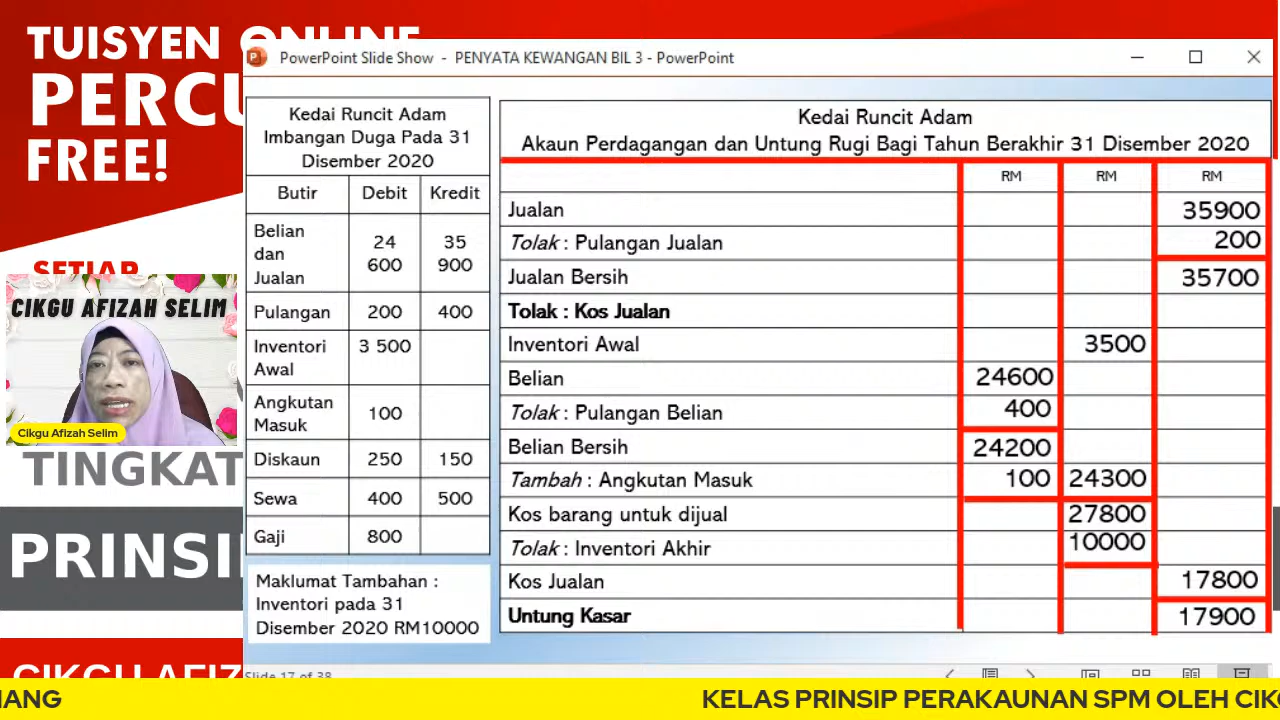 TUISYEN ONLINE
PERCU
FREE!
SETIAP
CIKGU AFIZAH SELIM
Cikgu Afizah Selim
TINGKAT
PRINSI
CIKGU AFIZ
PowerPoint Slide Show - PENYATA KEWANGAN BIL 3 - PowerPoint
Kedai Runcit Adam
Imbangan Duga Pada 31
Disember 2020
Butir Debit Kredit
Belian
dan
Jualan
24
600
35
900
Pulangan 200 400
Inventori
Awal
3 500
Angkutan
Masuk
100
Diskaun 250 150
Sewa 400 500
Gaji 800
Maklumat Tambahan :
Inventori pada 31
Disember 2020 RM10000
Kedai Runcit Adam
Akaun Perdagangan dan Untung Rugi Bagi Tahun Berakhir 31 Disember 2020
RM RM RM
Jualan 35900
Tolak : Pulangan Jualan 200
Jualan Bersih 35700
Tolak : Kos Jualan
Inventori Awal 3500
Belian 24600
Tolak : Pulangan Belian 400
Belian Bersih 24200
Tambah : Angkutan Masuk 100 24300
Kos barang untuk dijual 27800
Tolak : Inventori Akhir 10000
Kos Jualan 17800
Untung Kasar 17900
Slide 17 of 38
NANG
KELAS PRINSIP PERAKAUNAN SPM OLEH CIKG